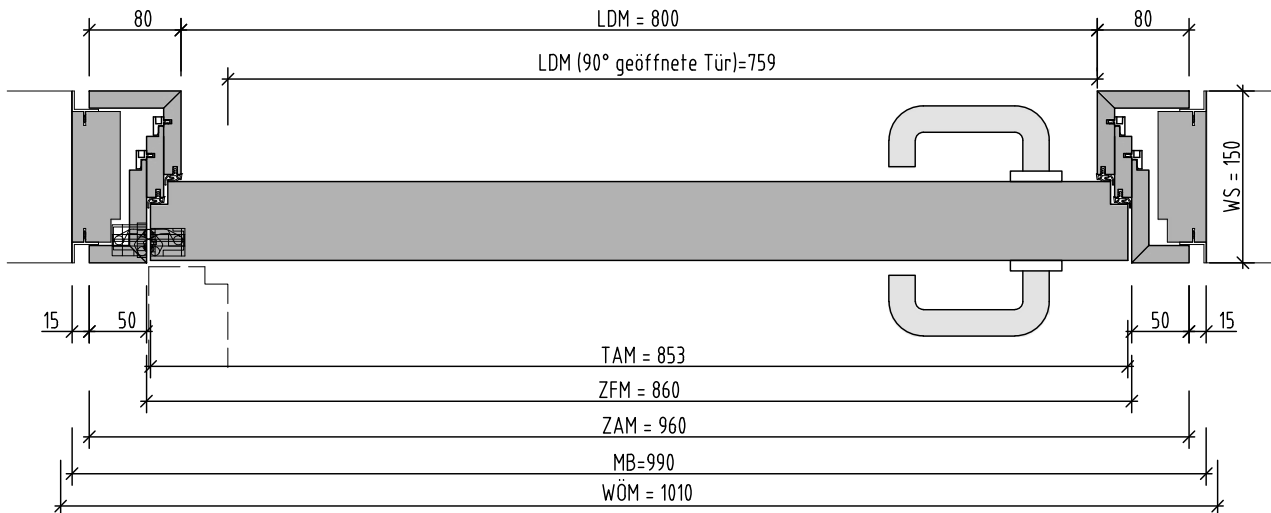 80
LDM = 800
80
LDM (90° geöffnete Tür)=759
WS = 150
15
50
50
15
TAM = 853
ZFM = 860
ZAM = 960
MB=990
WÖM = 1010